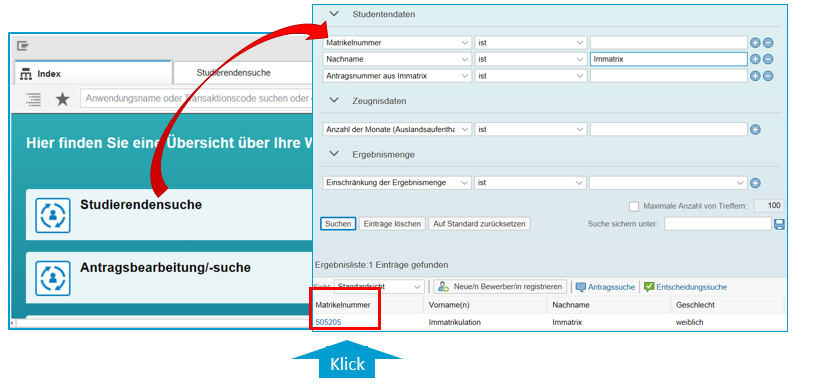 Index
Studierendensuche
Anwendungsname oder Transaktionscode suchen oder
Hier finden Sie eine Übersicht über Ihre W
Studierendensuche
Antragsbearbeitung/-suche
Studentendaten
Matrikelnummer ist
Nachname ist Immatrix
Antragsnummer aus Immatrix ist
Zeugnisdaten
Anzahl der Monate (Auslandsaufentha ist
Ergebnismenge
Einschränkung der Ergebnismenge ist
Maximale Anzahl von Treffern: 100
Suchen Einträge löschen Auf Standard zurücksetzen Suche sichern unter:
Ergebnisliste:1 Einträge gefunden
Sicht: Standardsicht Neue/n Bewerber/in registrieren Antragssuche Entscheidungssuche
Matrikelnummer Vorname(n) Nachname Geschlecht
505205 Immatrikulation Immatrix weiblich
Klick